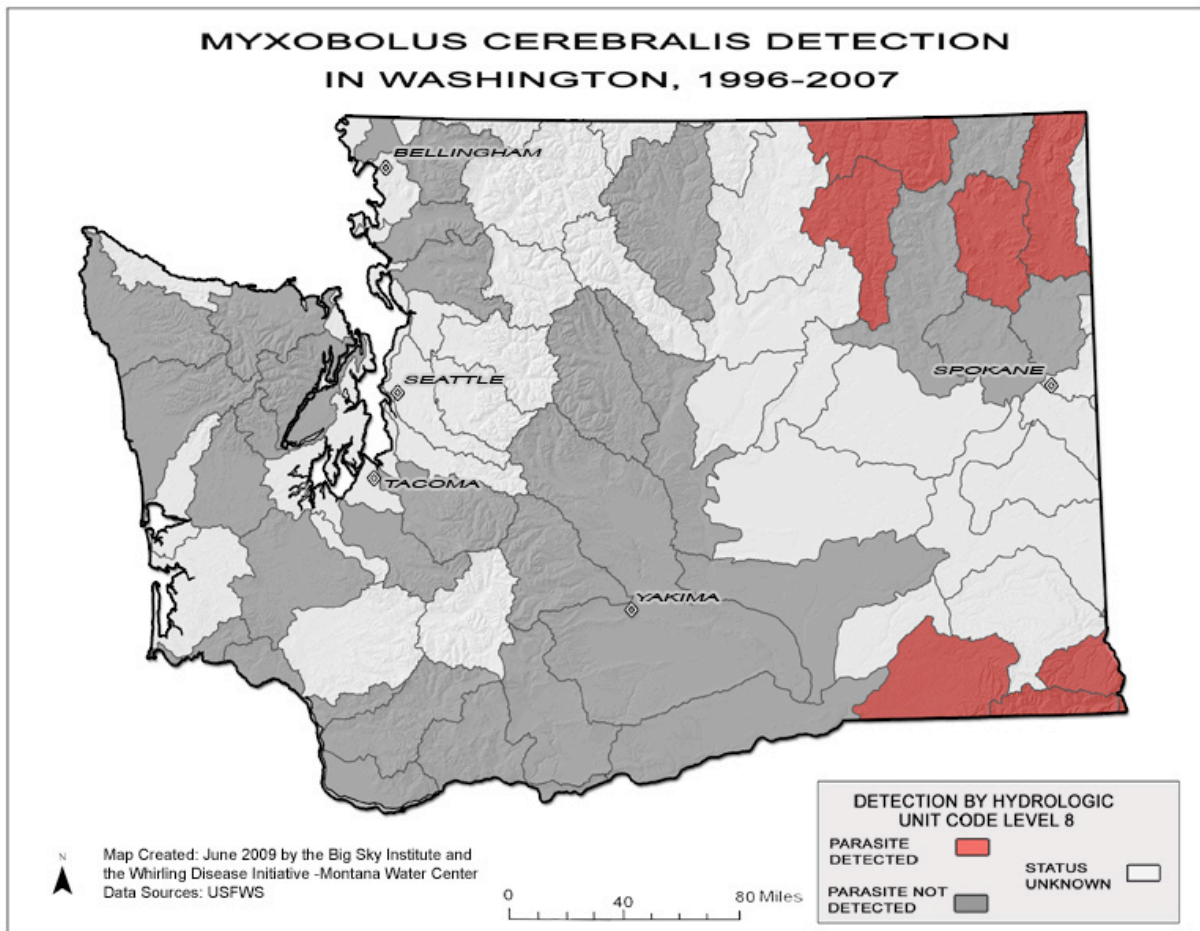 MYXOBOLUS CEREBRALIS DETECTION
IN WASHINGTON, 1996-2007
BELLINGHAM
SEATTLE
SPOKANE
TACOMA
YAKIMA
DETECTION BY HYDROLOGIC
UNIT CODE LEVEL 8
PARASITE
DETECTED
STATUS
UNKNOWN
PARASITE NOT
DETECTED
N
Map Created: June 2009 by the Big Sky Institute and
the Whirling Disease Initiative -Montana Water Center
Data Sources: USFWS
0 40 80 Miles